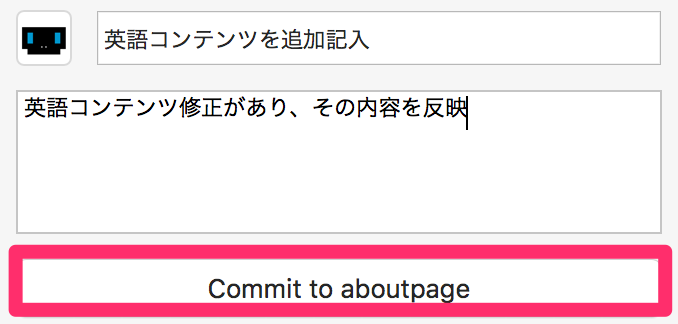 英語コンテンツを追加記入
英語コンテンツ修正があり、その内容を反映
Commit to aboutpage